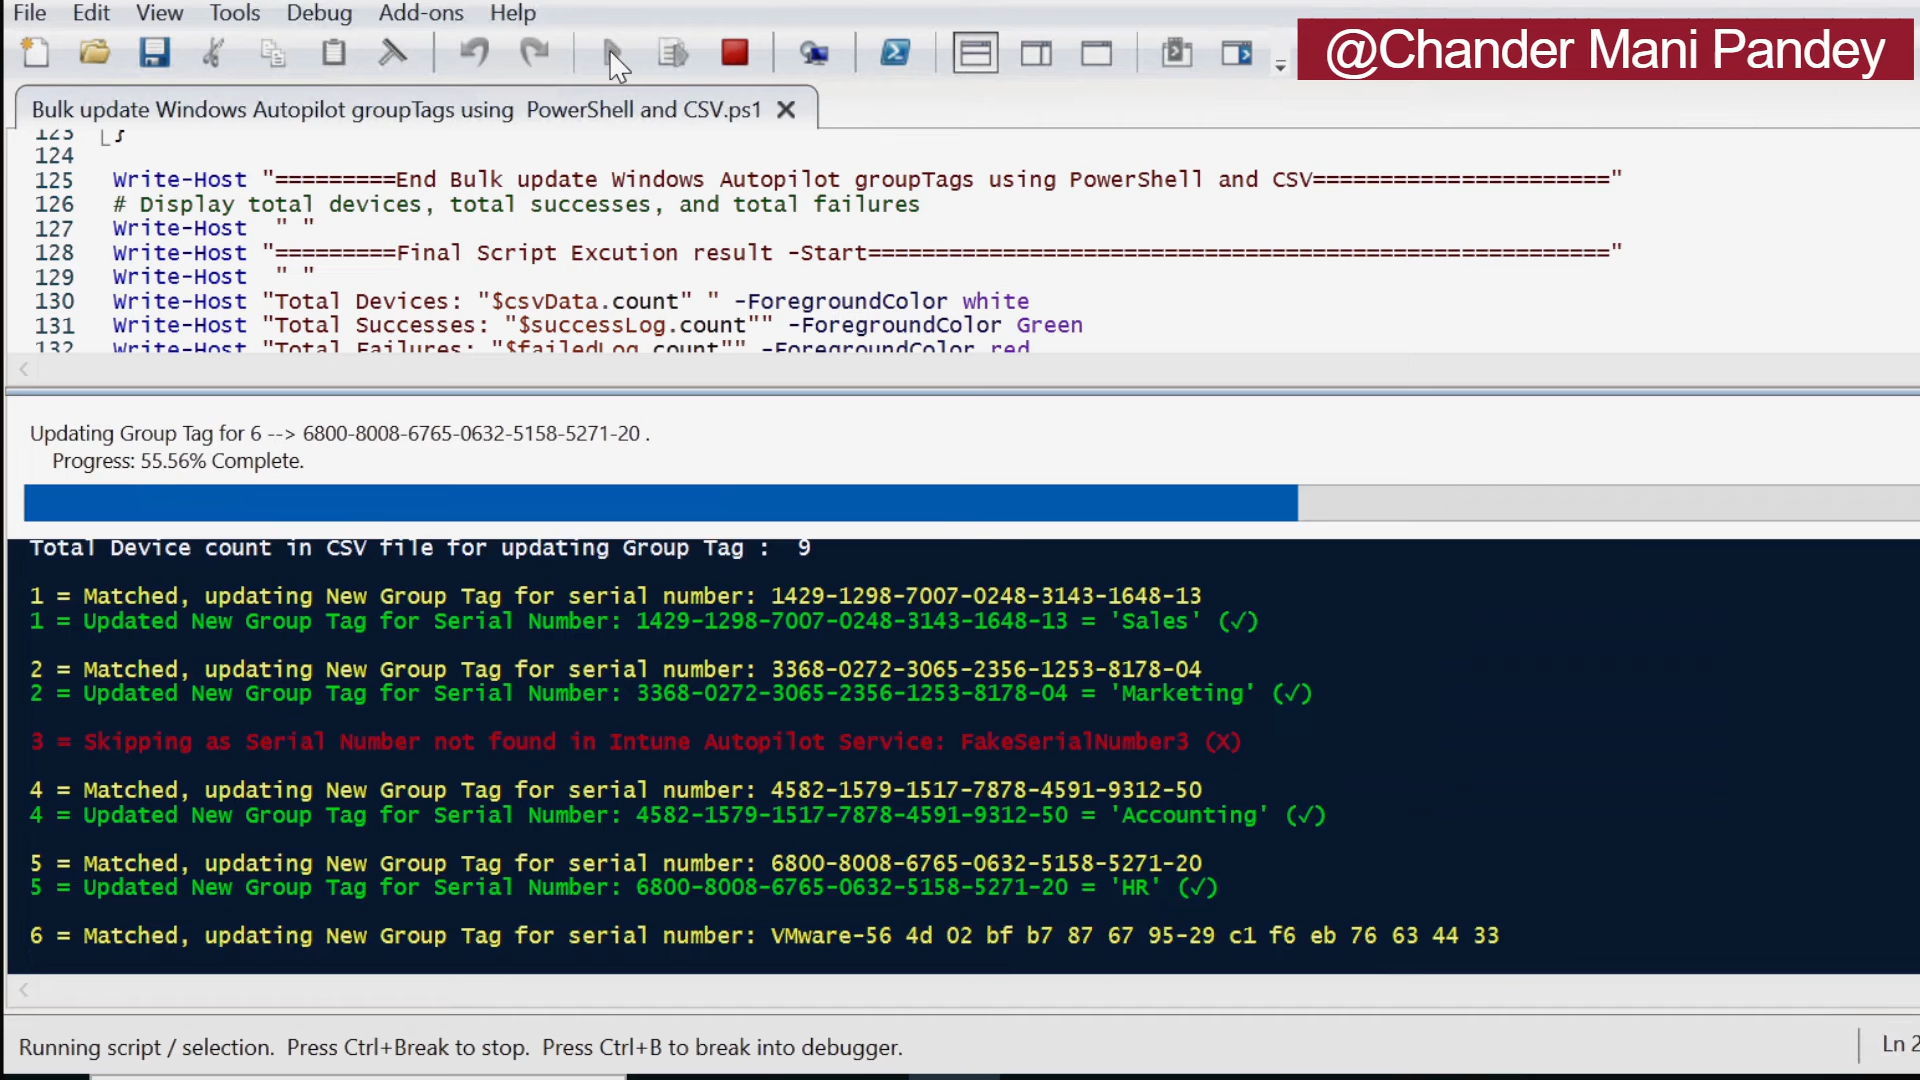 File Edit View Tools Debug Add-ons Help
@Chander Mani Pandey
Bulk update Windows Autopilot groupTags using  PowerShell and CSV.ps1
123 }
124
125 Write-Host "=========End Bulk update Windows Autopilot groupTags using PowerShell and CSV======================"
126 # Display total devices, total successes, and total failures
127 Write-Host  " "
128 Write-Host "=========Final Script Excution result -Start======================================================="
129 Write-Host  " "
130 Write-Host "Total Devices: "$csvData.count" " -ForegroundColor white
131 Write-Host "Total Successes: "$successLog.count"" -ForegroundColor Green
132 Write-Host "Total Failures: "$failedLog.count"" -ForegroundColor red
Updating Group Tag for 6 --> 6800-8008-6765-0632-5158-5271-20 .
Progress: 55.56% Complete.
Total Device count in CSV file for updating Group Tag :  9
1 = Matched, updating New Group Tag for serial number: 1429-1298-7007-0248-3143-1648-13
1 = Updated New Group Tag for Serial Number: 1429-1298-7007-0248-3143-1648-13 = 'Sales' (√)
2 = Matched, updating New Group Tag for serial number: 3368-0272-3065-2356-1253-8178-04
2 = Updated New Group Tag for Serial Number: 3368-0272-3065-2356-1253-8178-04 = 'Marketing' (√)
3 = Skipping as Serial Number not found in Intune Autopilot Service: FakeSerialNumber3 (X)
4 = Matched, updating New Group Tag for serial number: 4582-1579-1517-7878-4591-9312-50
4 = Updated New Group Tag for Serial Number: 4582-1579-1517-7878-4591-9312-50 = 'Accounting' (√)
5 = Matched, updating New Group Tag for serial number: 6800-8008-6765-0632-5158-5271-20
5 = Updated New Group Tag for Serial Number: 6800-8008-6765-0632-5158-5271-20 = 'HR' (√)
6 = Matched, updating New Group Tag for serial number: VMware-56 4d 02 bf b7 87 67 95-29 c1 f6 eb 76 63 44 33
Running script / selection.  Press Ctrl+Break to stop.  Press Ctrl+B to break into debugger.
Ln 2